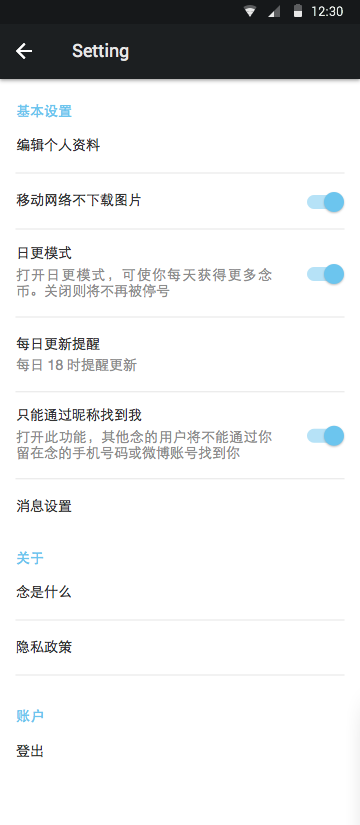 12:30
Setting
基本设置
编辑个人资料
移动网络不下载图片
日更模式
打开日更模式，可使你每天获得更多念
币。关闭则将不再被停号
每日更新提醒
每日 18 时提醒更新
只能通过昵称找到我
打开此功能，其他念的用户将不能通过你
留在念的手机号码或微博账号找到你
消息设置
关于
念是什么
隐私政策
账户
登出